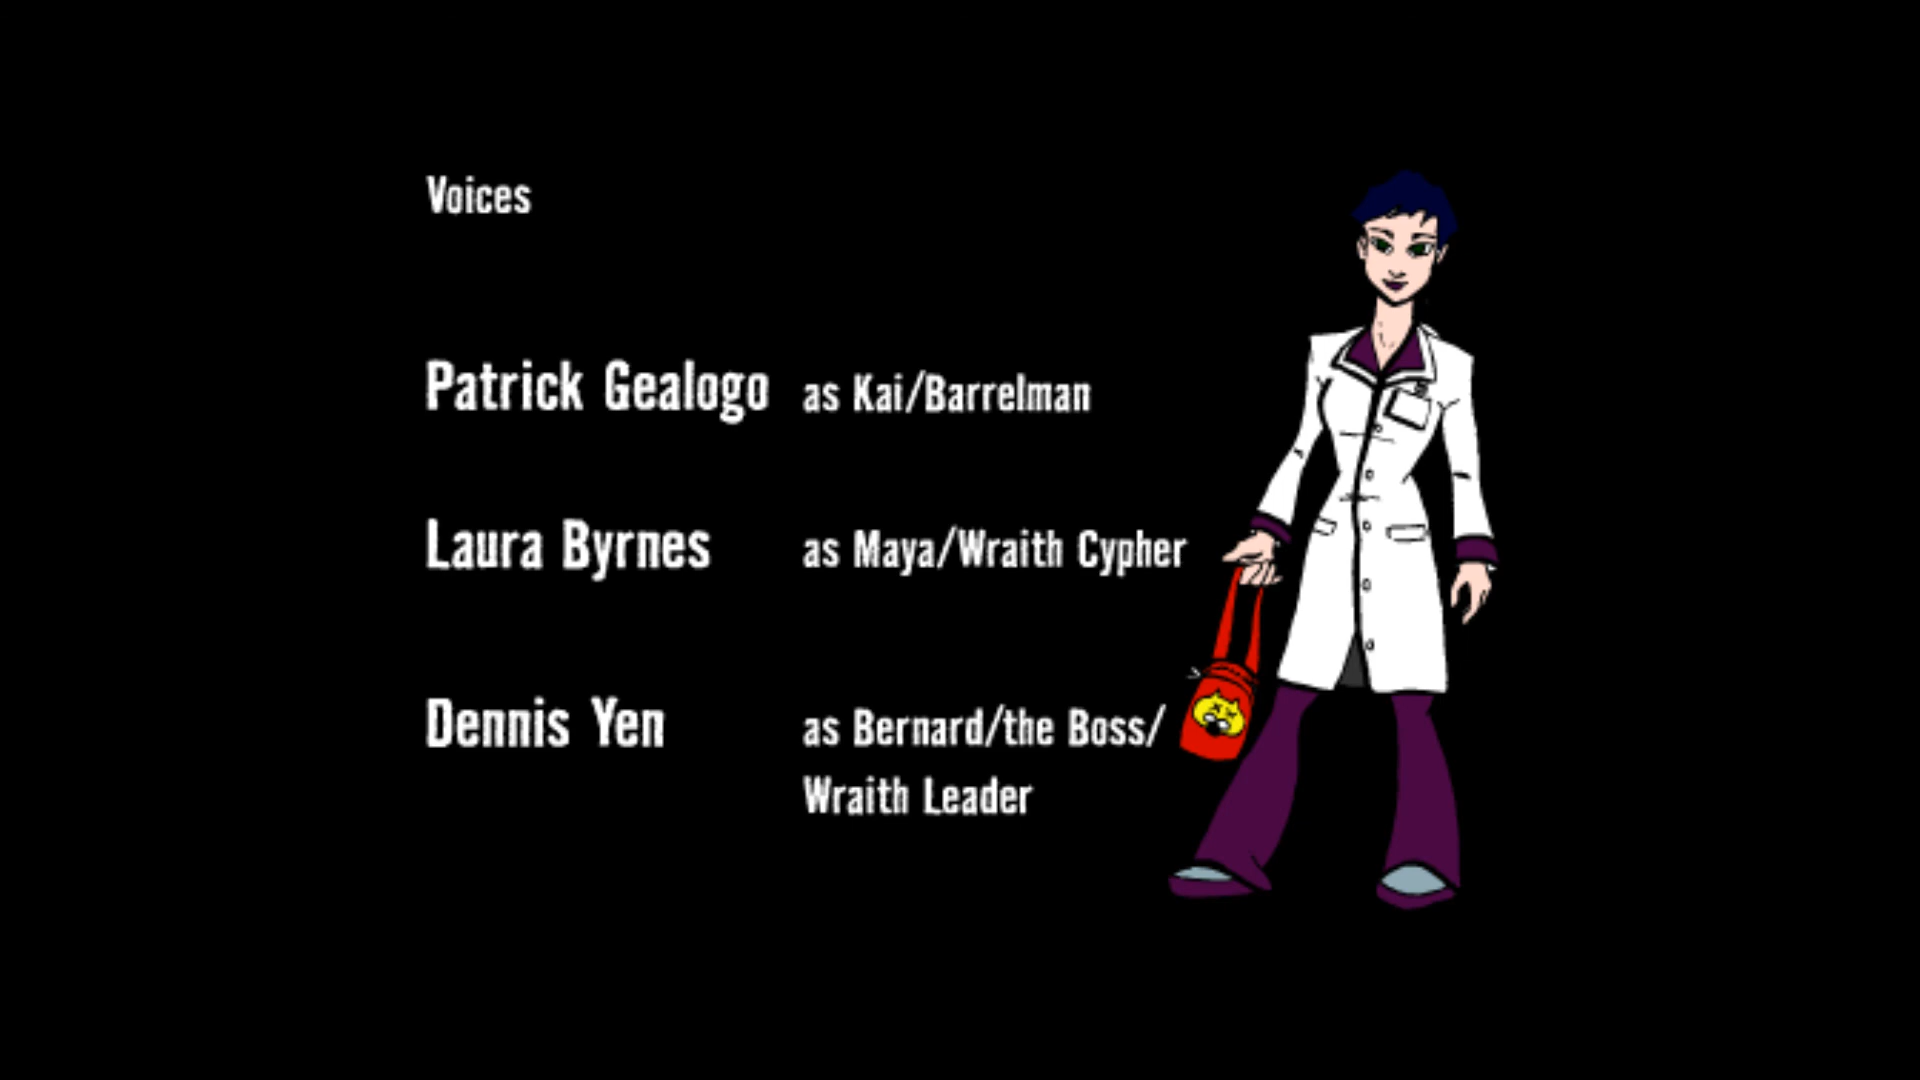 Voices
Patrick Gealogo as Kai/Barrelman
Laura Byrnes as Maya/Wraith Cypher
Dennis Yen as Bernard/the Boss/
Wraith Leader